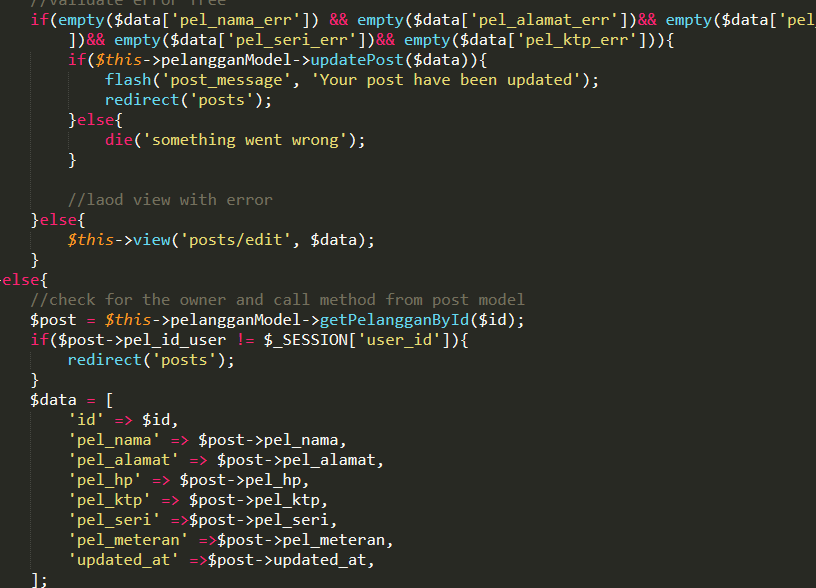 //validate error free
if(empty($data['pel_nama_err']) && empty($data['pel_alamat_err'])&& empty($data['pel_
])&& empty($data['pel_seri_err'])&& empty($data['pel_ktp_err'])){
if($this->pelangganModel->updatePost($data)){
flash('post_message', 'Your post have been updated');
redirect('posts');
}else{
die('something went wrong');
}
//laod view with error
}else{
$this->view('posts/edit', $data);
}
else{
//check for the owner and call method from post model
$post = $this->pelangganModel->getPelangganById($id);
if($post->pel_id_user != $_SESSION['user_id']){
redirect('posts');
}
$data = [
'id' => $id,
'pel_nama' => $post->pel_nama,
'pel_alamat' => $post->pel_alamat,
'pel_hp' => $post->pel_hp,
'pel_ktp' => $post->pel_ktp,
'pel_seri' =>$post->pel_seri,
'pel_meteran' =>$post->pel_meteran,
'updated_at' =>$post->updated_at,
];